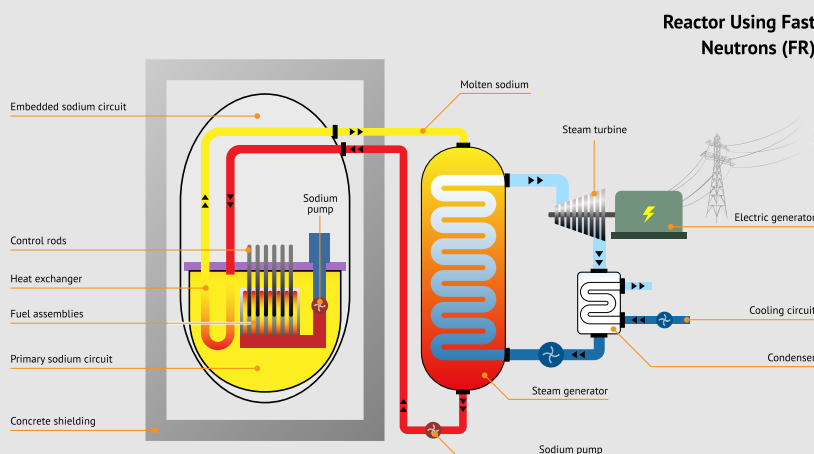 Reactor Using Fast
Neutrons (FR)
Molten sodium
Embedded sodium circuit
Steam turbine
Sodium
pump
Electric generator
Control rods
Heat exchanger
Fuel assemblies
Cooling circuit
Primary sodium circuit
Condenser
Steam generator
Concrete shielding
Sodium pump